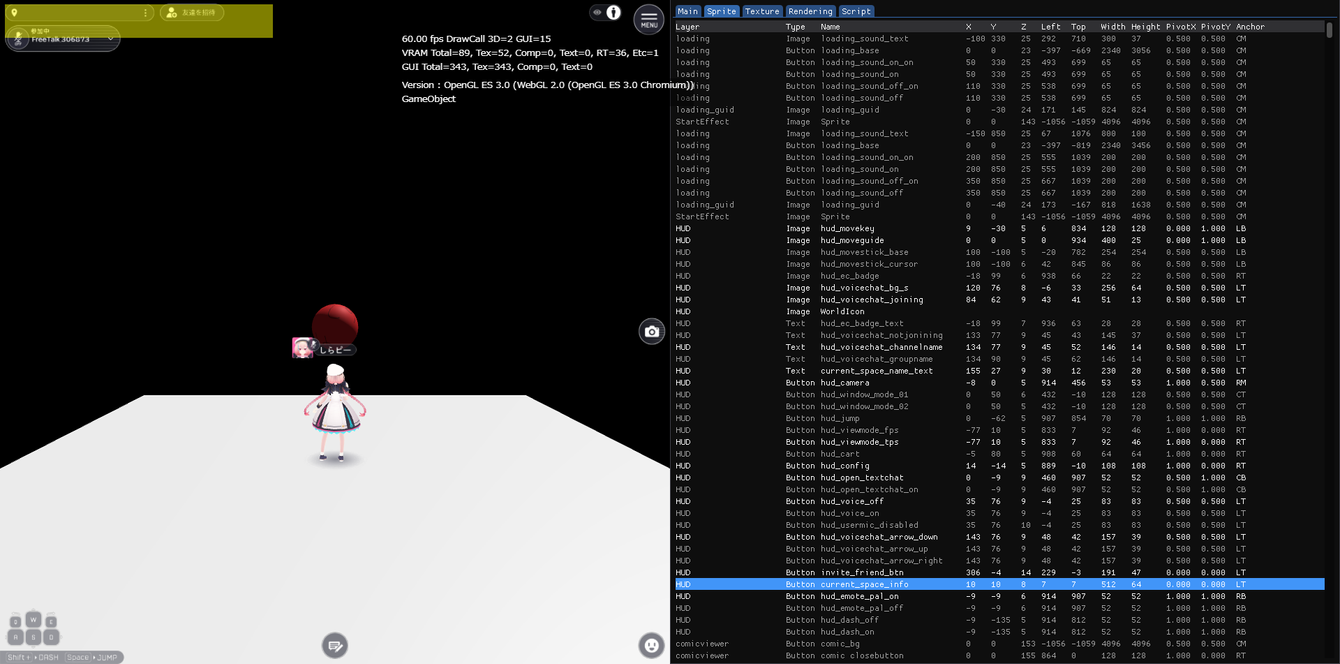 友達を招待
参加中
FreeTalk 306873
MENU
60.00 fps DrawCall 3D=2 GUI=15
VRAM Total=89, Tex=52, Comp=0, Text=0, RT=36, Etc=1
GUI Total=343, Tex=343, Comp=0, Text=0
Version : OpenGL ES 3.0 (WebGL 2.0 (OpenGL ES 3.0 Chromium))
GameObject
しらピー
Q W E
A S D
Shift+ DASH Space JUMP
Main Sprite Texture Rendering Script
Layer Type Name X Y Z Left Top Width Height PivotX PivotY Anchor
loading Image loading_sound_text -100 330 25 292 710 300 37 0.500 0.500 CM
loading Button loading_base 0 0 23 -397 -669 2340 3056 0.500 0.500 CM
loading Button loading_sound_on_on 50 330 25 493 699 65 65 0.500 0.500 CM
loading Button loading_sound_on 50 330 25 493 699 65 65 0.500 0.500 CM
loading Button loading_sound_off_on 110 330 25 538 699 65 65 0.500 0.500 CM
loading Button loading_sound_off 110 330 25 538 699 65 65 0.500 0.500 CM
loading_guid Image loading_guid 0 -30 24 171 145 824 824 0.500 0.500 CM
StartEffect Image Sprite 0 0 143 -1056 -1059 4096 4096 0.500 0.500 CM
loading Image loading_sound_text -150 850 25 67 1076 800 100 0.500 0.500 CM
loading Button loading_base 0 0 23 -397 -819 2340 3456 0.500 0.500 CM
loading Button loading_sound_on_on 200 850 25 555 1039 200 200 0.500 0.500 CM
loading Button loading_sound_on 200 850 25 555 1039 200 200 0.500 0.500 CM
loading Button loading_sound_off_on 350 850 25 667 1039 200 200 0.500 0.500 CM
loading Button loading_sound_off 350 850 25 667 1039 200 200 0.500 0.500 CM
loading_guid Image loading_guid 0 -40 24 173 -167 818 1630 0.500 0.500 CM
StartEffect Image Sprite 0 0 143 -1056 -1059 4096 4096 0.500 0.500 CM
HUD Image hud_movekey 9 -30 5 6 834 128 128 0.000 1.000 LB
HUD Image hud_moveguide 0 0 5 0 934 400 25 0.000 1.000 LB
HUD Image hud_movestick_base 100 -100 5 -20 782 254 254 0.500 0.500 LB
HUD Image hud_movestick_cursor 100 -100 6 42 845 86 86 0.500 0.500 LB
HUD Image hud_ec_badge -18 99 6 938 66 22 22 0.500 0.500 RT
HUD Image hud_voicechat_bg_s 120 76 8 -6 33 256 64 0.500 0.500 LT
HUD Image hud_voicechat_joining 84 62 9 43 41 51 13 0.500 0.500 LT
HUD Image WorldIcon
HUD Text hud_ec_badge_text -18 99 7 936 63 28 28 0.500 0.500 RT
HUD Text hud_voicechat_notjonining 133 77 9 45 43 145 37 0.500 0.500 LT
HUD Text hud_voicechat_channelname 134 77 9 45 52 146 14 0.500 0.500 LT
HUD Text hud_voicechat_groupname 134 90 9 45 62 146 14 0.500 0.500 LT
HUD Text current_space_name_text 155 27 9 30 12 230 20 0.500 0.500 LT
HUD Button hud_camera -8 0 5 914 456 53 53 1.000 0.500 RM
HUD Button hud_window_mode_01 0 50 6 432 -10 128 128 0.500 0.500 CT
HUD Button hud_window_mode_02 0 50 5 432 -10 128 128 0.500 0.500 CT
HUD Button hud_jump 0 -62 5 907 854 70 70 1.000 1.000 RB
HUD Button hud_viewmode_fps -77 10 5 833 7 92 46 1.000 0.000 RT
HUD Button hud_viewmode_tps -77 10 5 833 7 92 46 1.000 0.000 RT
HUD Button hud_cart -5 80 5 908 60 64 64 1.000 0.000 RT
HUD Button hud_config 14 -14 5 889 -10 108 108 1.000 0.000 RT
HUD Button hud_open_textchat 0 -9 9 460 907 52 52 0.500 1.000 CB
HUD Button hud_open_textchat_on 0 -9 9 460 907 52 52 0.500 1.000 CB
HUD Button hud_voice_off 35 76 9 -4 25 83 83 0.500 0.500 LT
HUD Button hud_voice_on 35 76 9 -4 25 83 83 0.500 0.500 LT
HUD Button hud_usermic_disabled 35 76 10 -4 25 83 83 0.500 0.500 LT
HUD Button hud_voicechat_arrow_down 143 76 9 48 42 157 39 0.500 0.500 LT
HUD Button hud_voicechat_arrow_up 143 76 9 48 42 157 39 0.500 0.500 LT
HUD Button hud_voicechat_arrow_right 143 76 9 48 42 157 39 0.500 0.500 LT
HUD Button invite_friend_btn 306 -4 14 229 -3 191 47 0.000 0.000 LT
HUD Button current_space_info 10 10 8 7 7 512 64 0.000 0.000 LT
HUD Button hud_emote_pal_on -9 -9 6 914 907 52 52 1.000 1.000 RB
HUD Button hud_emote_pal_off -9 -9 6 914 907 52 52 1.000 1.000 RB
HUD Button hud_dash_off -9 -135 5 914 812 52 52 1.000 1.000 RB
HUD Button hud_dash_on -9 -135 5 914 812 52 52 1.000 1.000 RB
comicviewer Button comic_bg 0 0 153 -1056 -1059 4096 4096 0.500 0.500 CM
comicviewer Button comic closebutton 0 0 155 864 0 128 128 1.000 0.000 RT